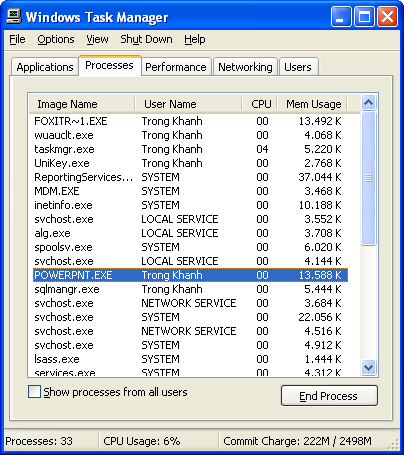 Windows Task Manager
File Options View Shut Down Help
Applications Processes Performance Networking Users
Image Name User Name CPU Mem Usage
FOXITR~1.EXE Trong Khanh 00 13.492 K
wuauclt.exe Trong Khanh 00 4.068 K
taskmgr.exe Trong Khanh 04 5.220 K
UniKey.exe Trong Khanh 00 2.768 K
ReportingServices... SYSTEM 00 37.044 K
MDM.EXE SYSTEM 00 3.468 K
inetinfo.exe SYSTEM 00 10.188 K
svchost.exe LOCAL SERVICE 00 3.552 K
alg.exe LOCAL SERVICE 00 3.708 K
spoolsv.exe SYSTEM 00 6.020 K
svchost.exe LOCAL SERVICE 00 4.144 K
POWERPNT.EXE Trong Khanh 00 13.588 K
sqlmangr.exe Trong Khanh 00 5.444 K
svchost.exe NETWORK SERVICE 00 3.684 K
svchost.exe SYSTEM 00 22.056 K
svchost.exe NETWORK SERVICE 00 4.516 K
svchost.exe SYSTEM 00 4.912 K
lsass.exe SYSTEM 00 1.444 K
services.exe SYSTEM 00 4.312 K
Show processes from all users
End Process
Processes: 33 CPU Usage: 6% Commit Charge: 222M / 2498M